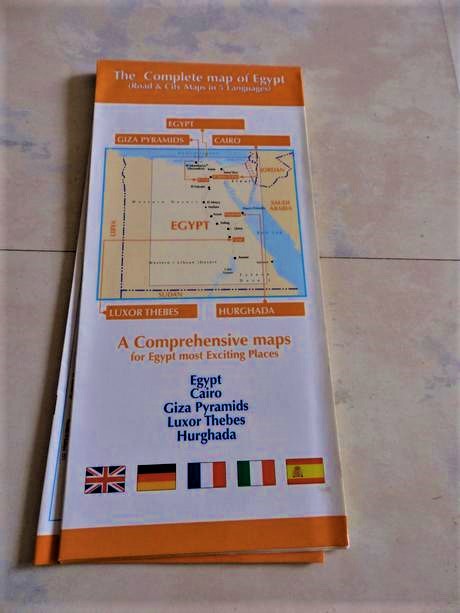 The Complete map of Egypt
(Road & City Maps in 5 Languages)
EGYPT
GIZA PYRAMIDS
CAIRO
JORDAN
SAUDI
ARABIA
EGYPT
LIBYA
SUDAN
LUXOR THEBES
HURGHADA
A Comprehensive maps
for Egypt most Exciting Places
Egypt
Cairo
Giza Pyramids
Luxor Thebes
Hurghada